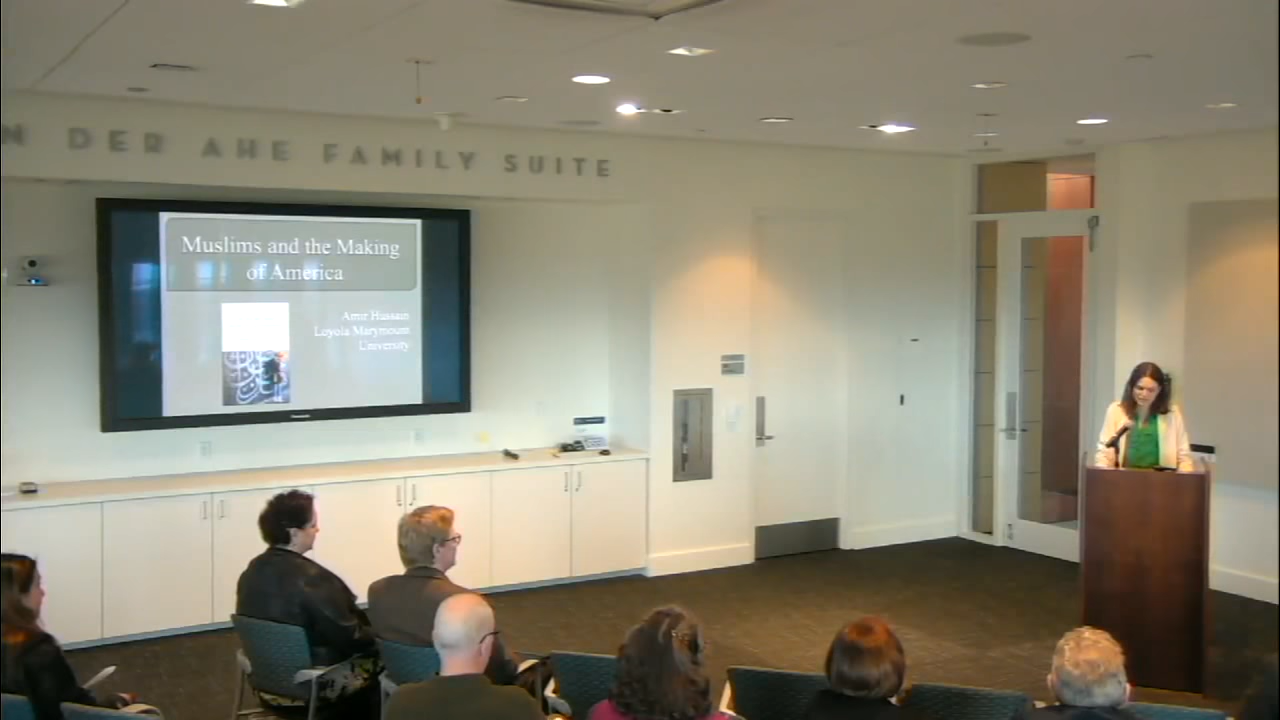 N DER AHE FAMILY SUITE
Muslims and the Making
of America
Amir Hussain
Loyola Marymount
University